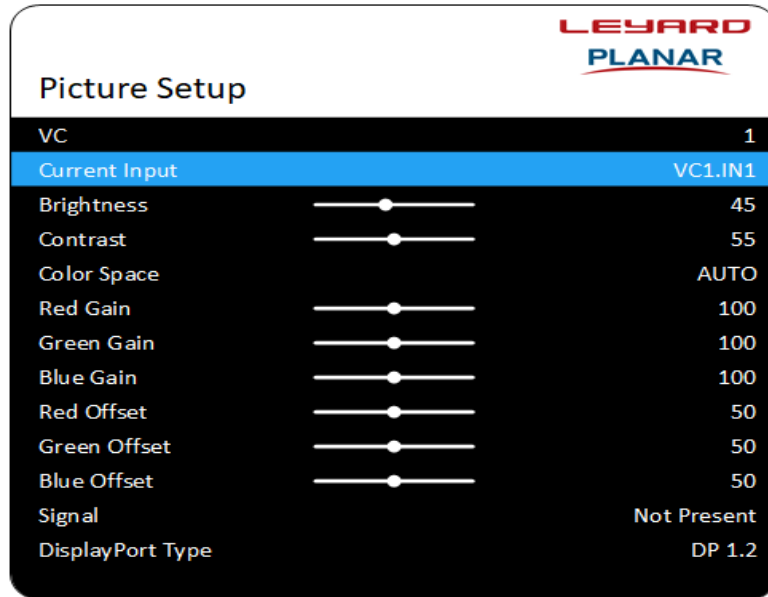 LEYARD
PLANAR
Picture Setup
VC 1
Current Input VC1.IN1
Brightness 45
Contrast 55
Color Space AUTO
Red Gain 100
Green Gain 100
Blue Gain 100
Red Offset 50
Green Offset 50
Blue Offset 50
Signal Not Present
DisplayPort Type DP 1.2